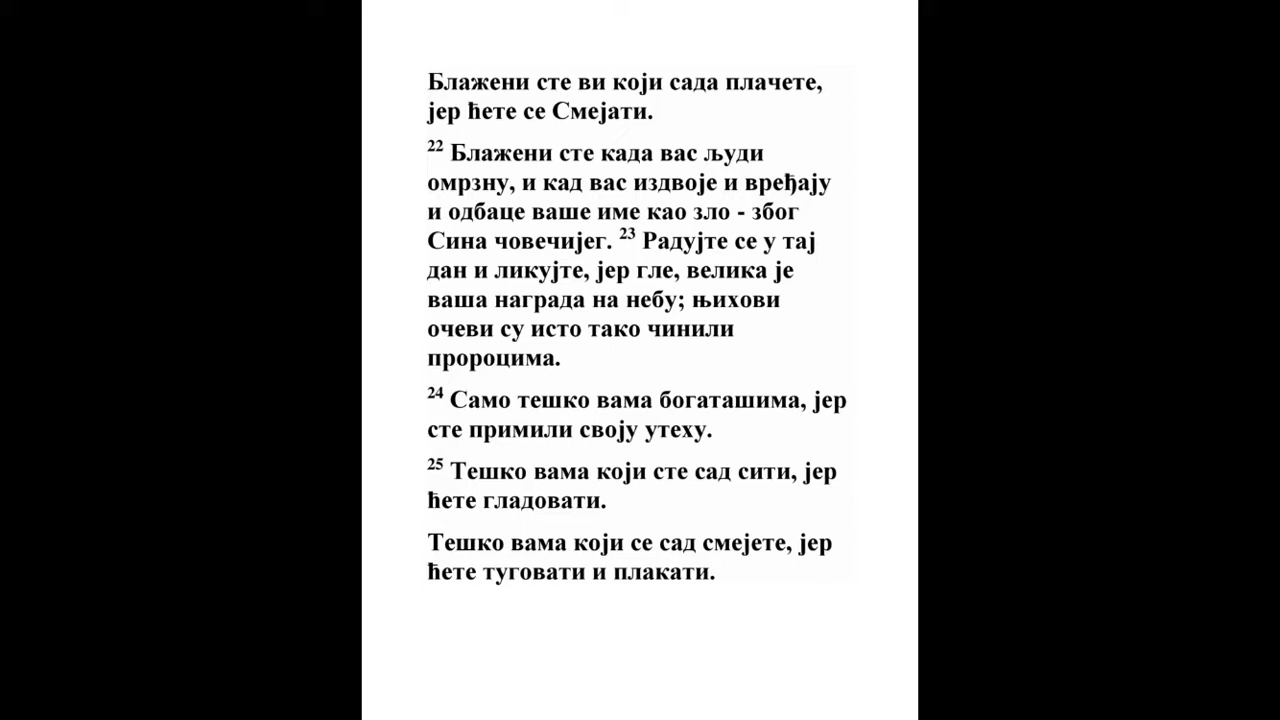 Блажени сте ви који сада плачете,
јер ћете се Смејати.
22 Блажени сте када вас људи
омрзну, и кад вас издвоје и вређају
и одбаце ваше име као зло - због
Сина човечијег. 23 Радујте се у тај
дан и ликујте, јер гле, велика је
ваша награда на небу; њихови
очеви су исто тако чинили
пророцима.
24 Само тешко вама богаташима, јер
сте примили своју утеху.
25 Тешко вама који сте сад сити, јер
ћете гладовати.
Тешко вама који се сад смејете, јер
ћете туговати и плакати.